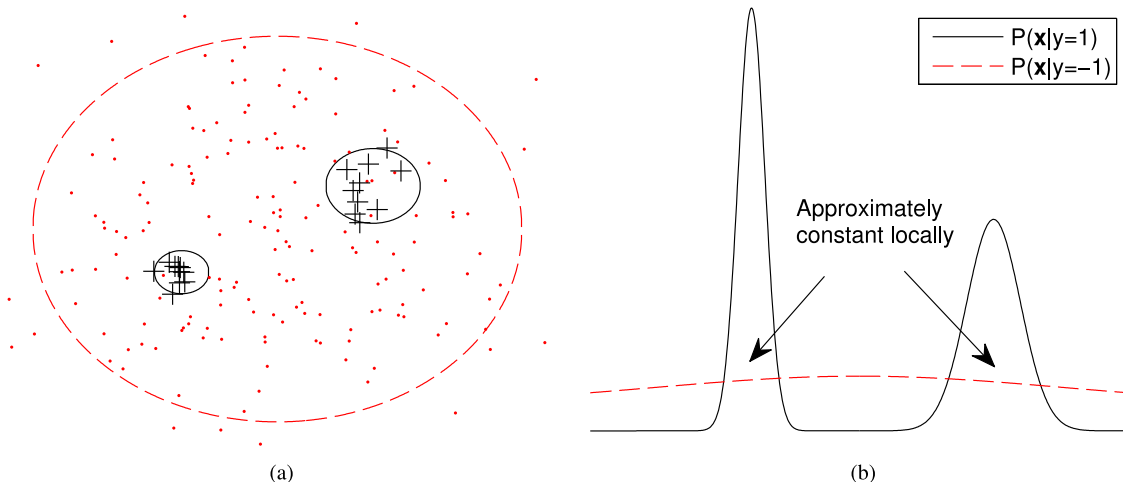 P(x|y=1)
P(x|y=−1)
Approximately
constant locally
(a)
(b)